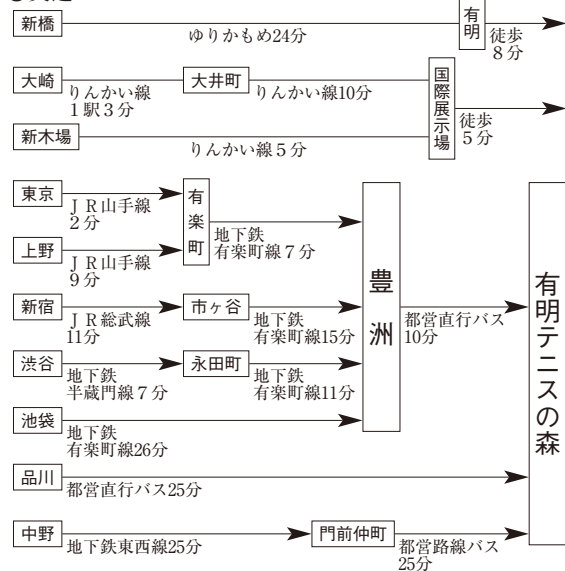 新橋
ゆりかもめ24分
有明
徒歩
8分
大崎
りんかい線
1駅3分
大井町
りんかい線10分
国際展示場
徒歩
5分
新木場
りんかい線5分
東京
JR山手線
2分
有楽町
地下鉄
有楽町線7分
上野
JR山手線
9分
新宿
JR総武線
11分
市ヶ谷
地下鉄
有楽町線15分
渋谷
地下鉄
半蔵門線7分
永田町
地下鉄
有楽町線11分
池袋
地下鉄
有楽町線26分
豊洲
都営直行バス
10分
品川
都営直行バス25分
中野
地下鉄東西線25分
門前仲町
都営路線バス
25分
有明テニスの森